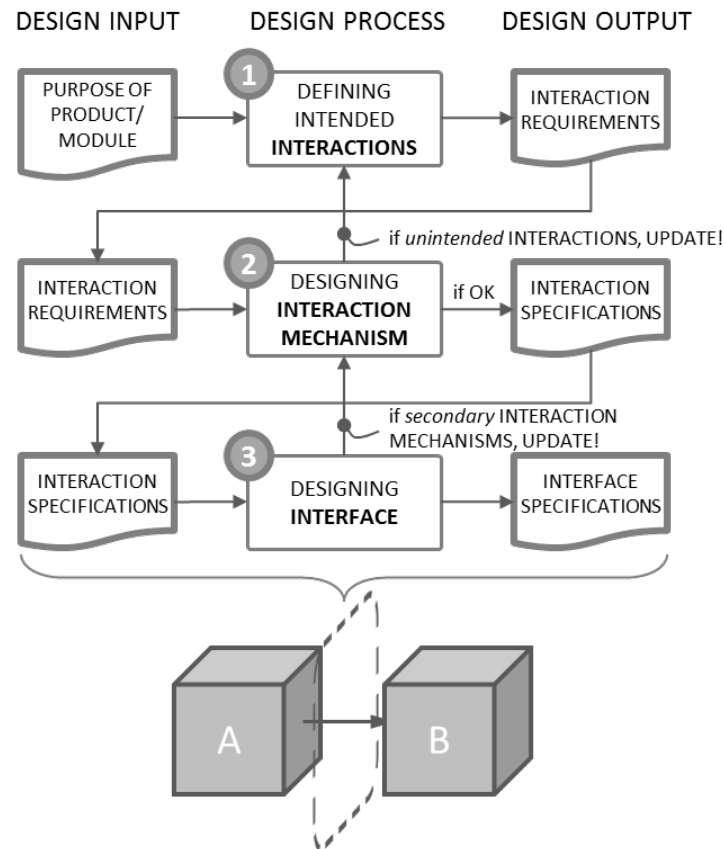 DESIGN INPUT
DESIGN PROCESS
DESIGN OUTPUT
1
PURPOSE OF
PRODUCT/
MODULE
DEFINING
INTENDED
INTERACTIONS
INTERACTION
REQUIREMENTS
if unintended INTERACTIONS, UPDATE!
2
INTERACTION
REQUIREMENTS
DESIGNING
INTERACTION
MECHANISM
if OK
INTERACTION
SPECIFICATIONS
if secondary INTERACTION
MECHANISMS, UPDATE!
3
INTERACTION
SPECIFICATIONS
DESIGNING
INTERFACE
INTERFACE
SPECIFICATIONS
A
B